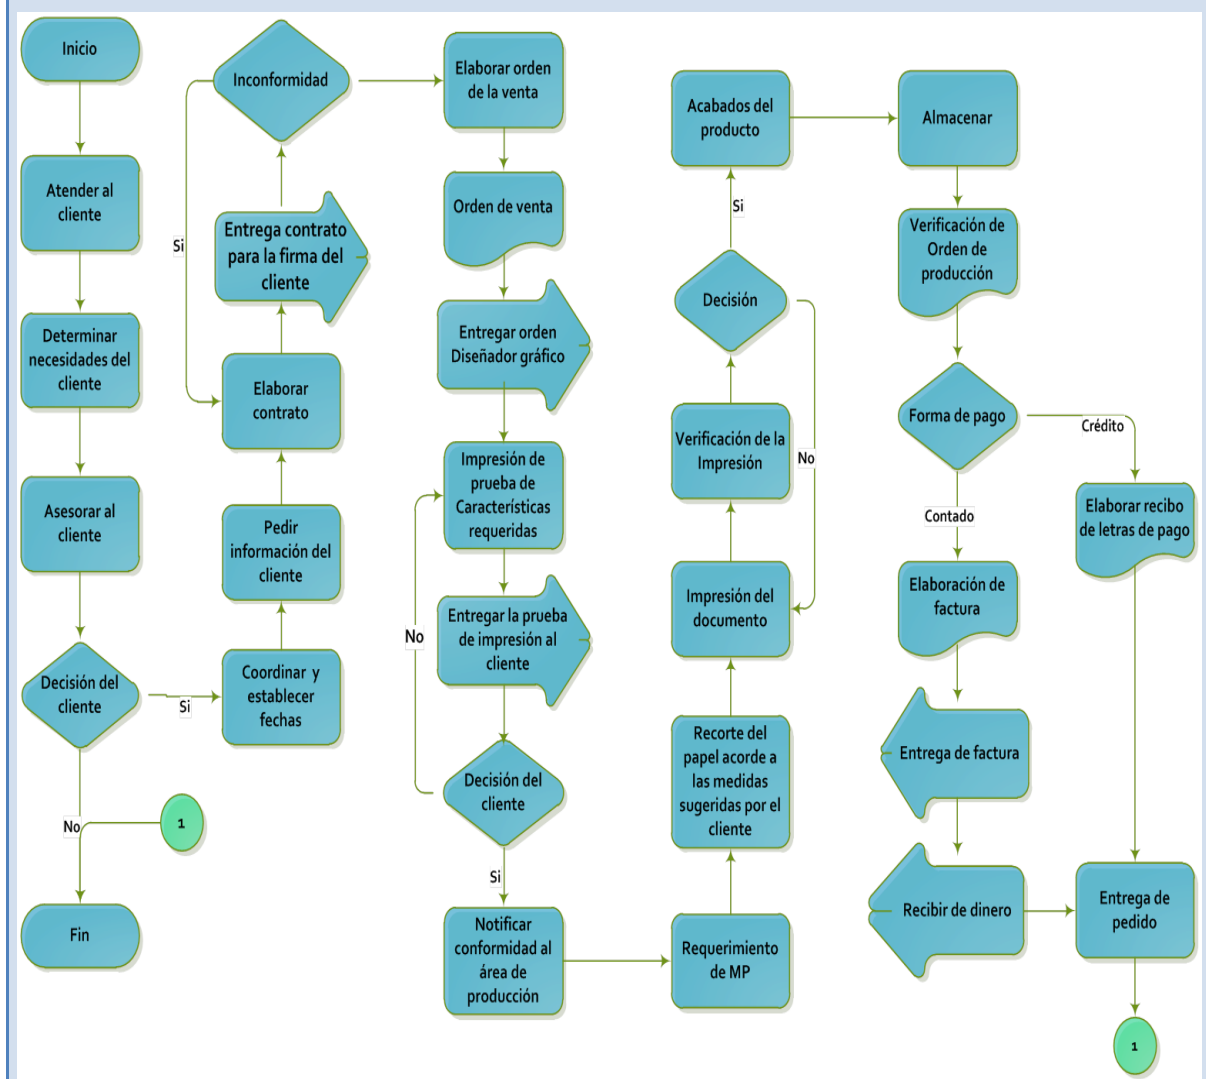 Inicio
Atender al
cliente
Determinar
necesidades del
cliente
Asesorar al
cliente
Decisión del
cliente
Si
No
1
Fin
Coordinar y
establecer
fechas
Pedir
información del
cliente
Elaborar
contrato
Entrega contrato
para la firma del
cliente
Inconformidad
Si
Elaborar orden
de la venta
Orden de venta
Entregar orden
Diseñador gráfico
Impresión de
prueba de
Características
requeridas
Entregar la prueba
de impresión al
cliente
No
Decisión del
cliente
Si
Notificar
conformidad al
área de
producción
Requerimiento
de MP
Recorte del
papel acorde a
las medidas
sugeridas por el
cliente
Impresión del
documento
Verificación de la
Impresión
Decisión
No
Si
Acabados del
producto
Almacenar
Verificación de
Orden de
producción
Forma de pago
Crédito
Contado
Elaborar recibo
de letras de pago
Elaboración de
factura
Entrega de factura
Recibir de dinero
Entrega de
pedido
1